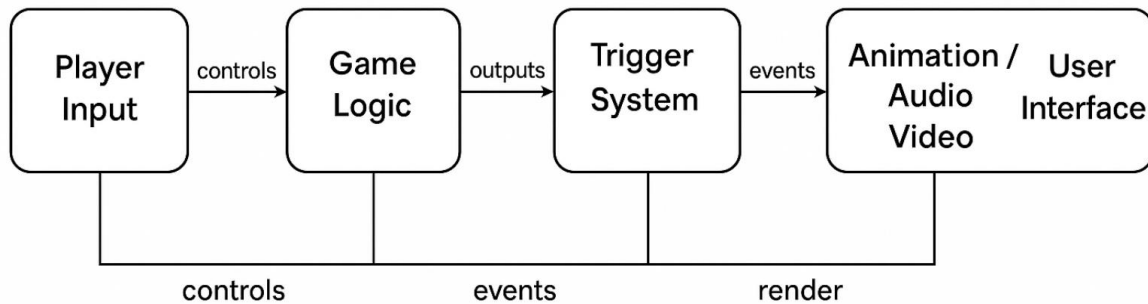 Player
Input
controls
Game
Logic
outputs
Trigger
System
events
Animation /
Audio
Video
User
Interface
controls
events
render